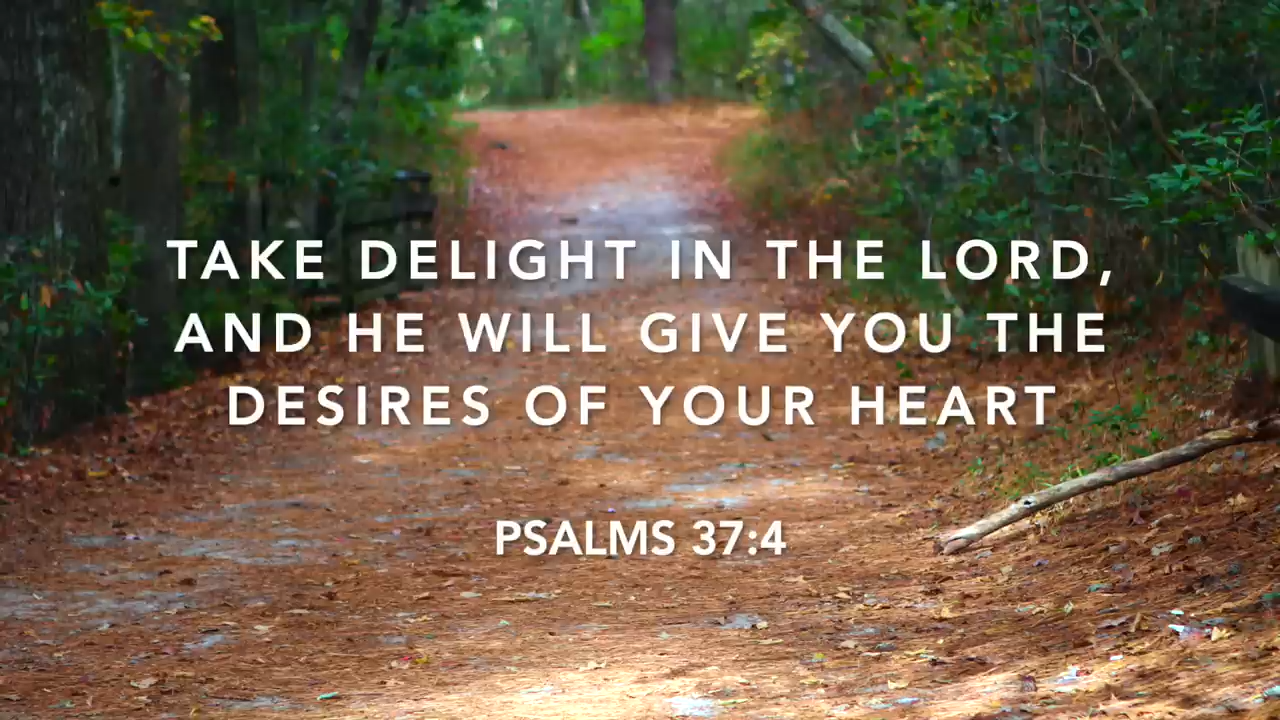 TAKE DELIGHT IN THE LORD,
AND HE WILL GIVE YOU THE
DESIRES OF YOUR HEART
PSALMS 37:4